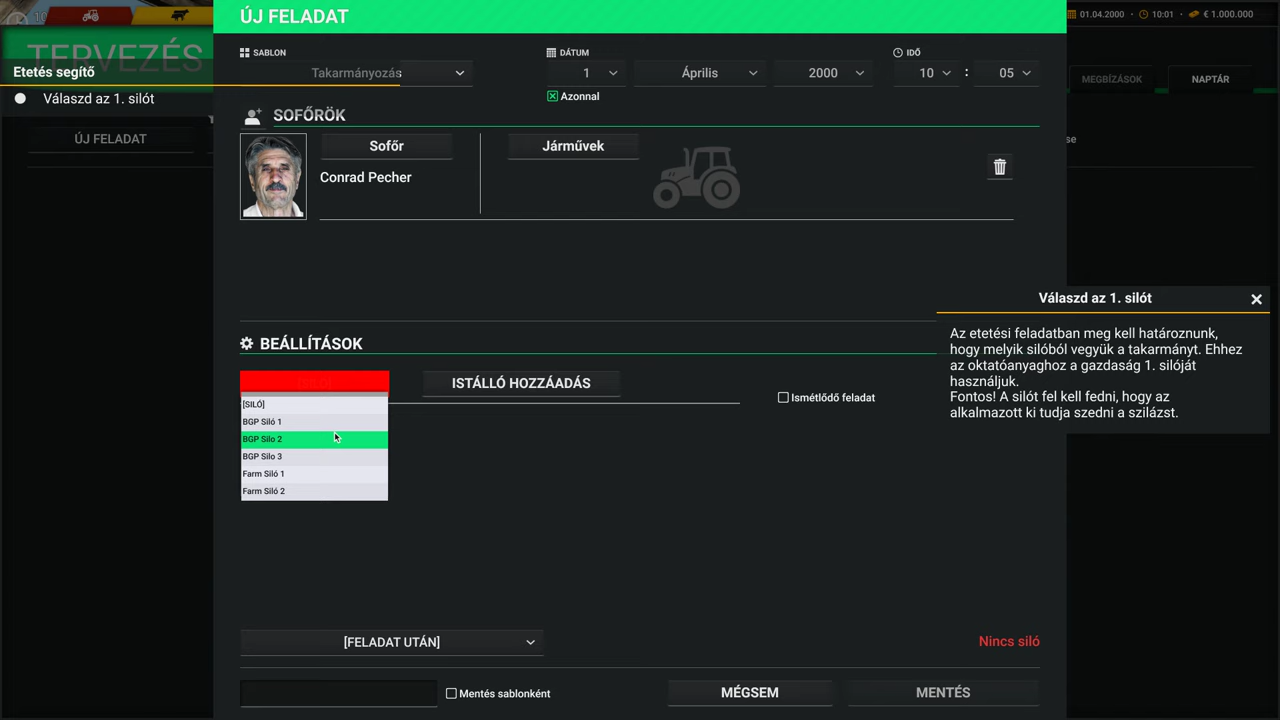 ÚJ FELADAT
01.04.2000 • 10:01 • € 1.000.000
TERVEZÉS
Etetés segítő
Válaszd az 1. silót
ÚJ FELADAT
SABLON
Takarmányozás
DÁTUM
1 Április 2000
Azonnal
IDŐ
10 : 05
MEGBÍZÁSOK
NAPTÁR
SOFŐRÖK
Sofőr
Conrad Pecher
Járművek
BEÁLLÍTÁSOK
ISTÁLLÓ HOZZÁADÁS
Ismétlődő feladat
[SILÓ]
BGP Siló 1
BGP Silo 2
BGP Silo 3
Farm Siló 1
Farm Siló 2
Válaszd az 1. silót
Az etetési feladatban meg kell határoznunk,
hogy melyik silóból vegyük a takarmányt. Ehhez
az oktatóanyaghoz a gazdaság 1. silóját
használjuk.
Fontos! A silót fel kell fedni, hogy az
alkalmazott ki tudja szedni a szilázst.
[FELADAT UTÁN]
Nincs siló
Mentés sablonként
MÉGSEM
MENTÉS